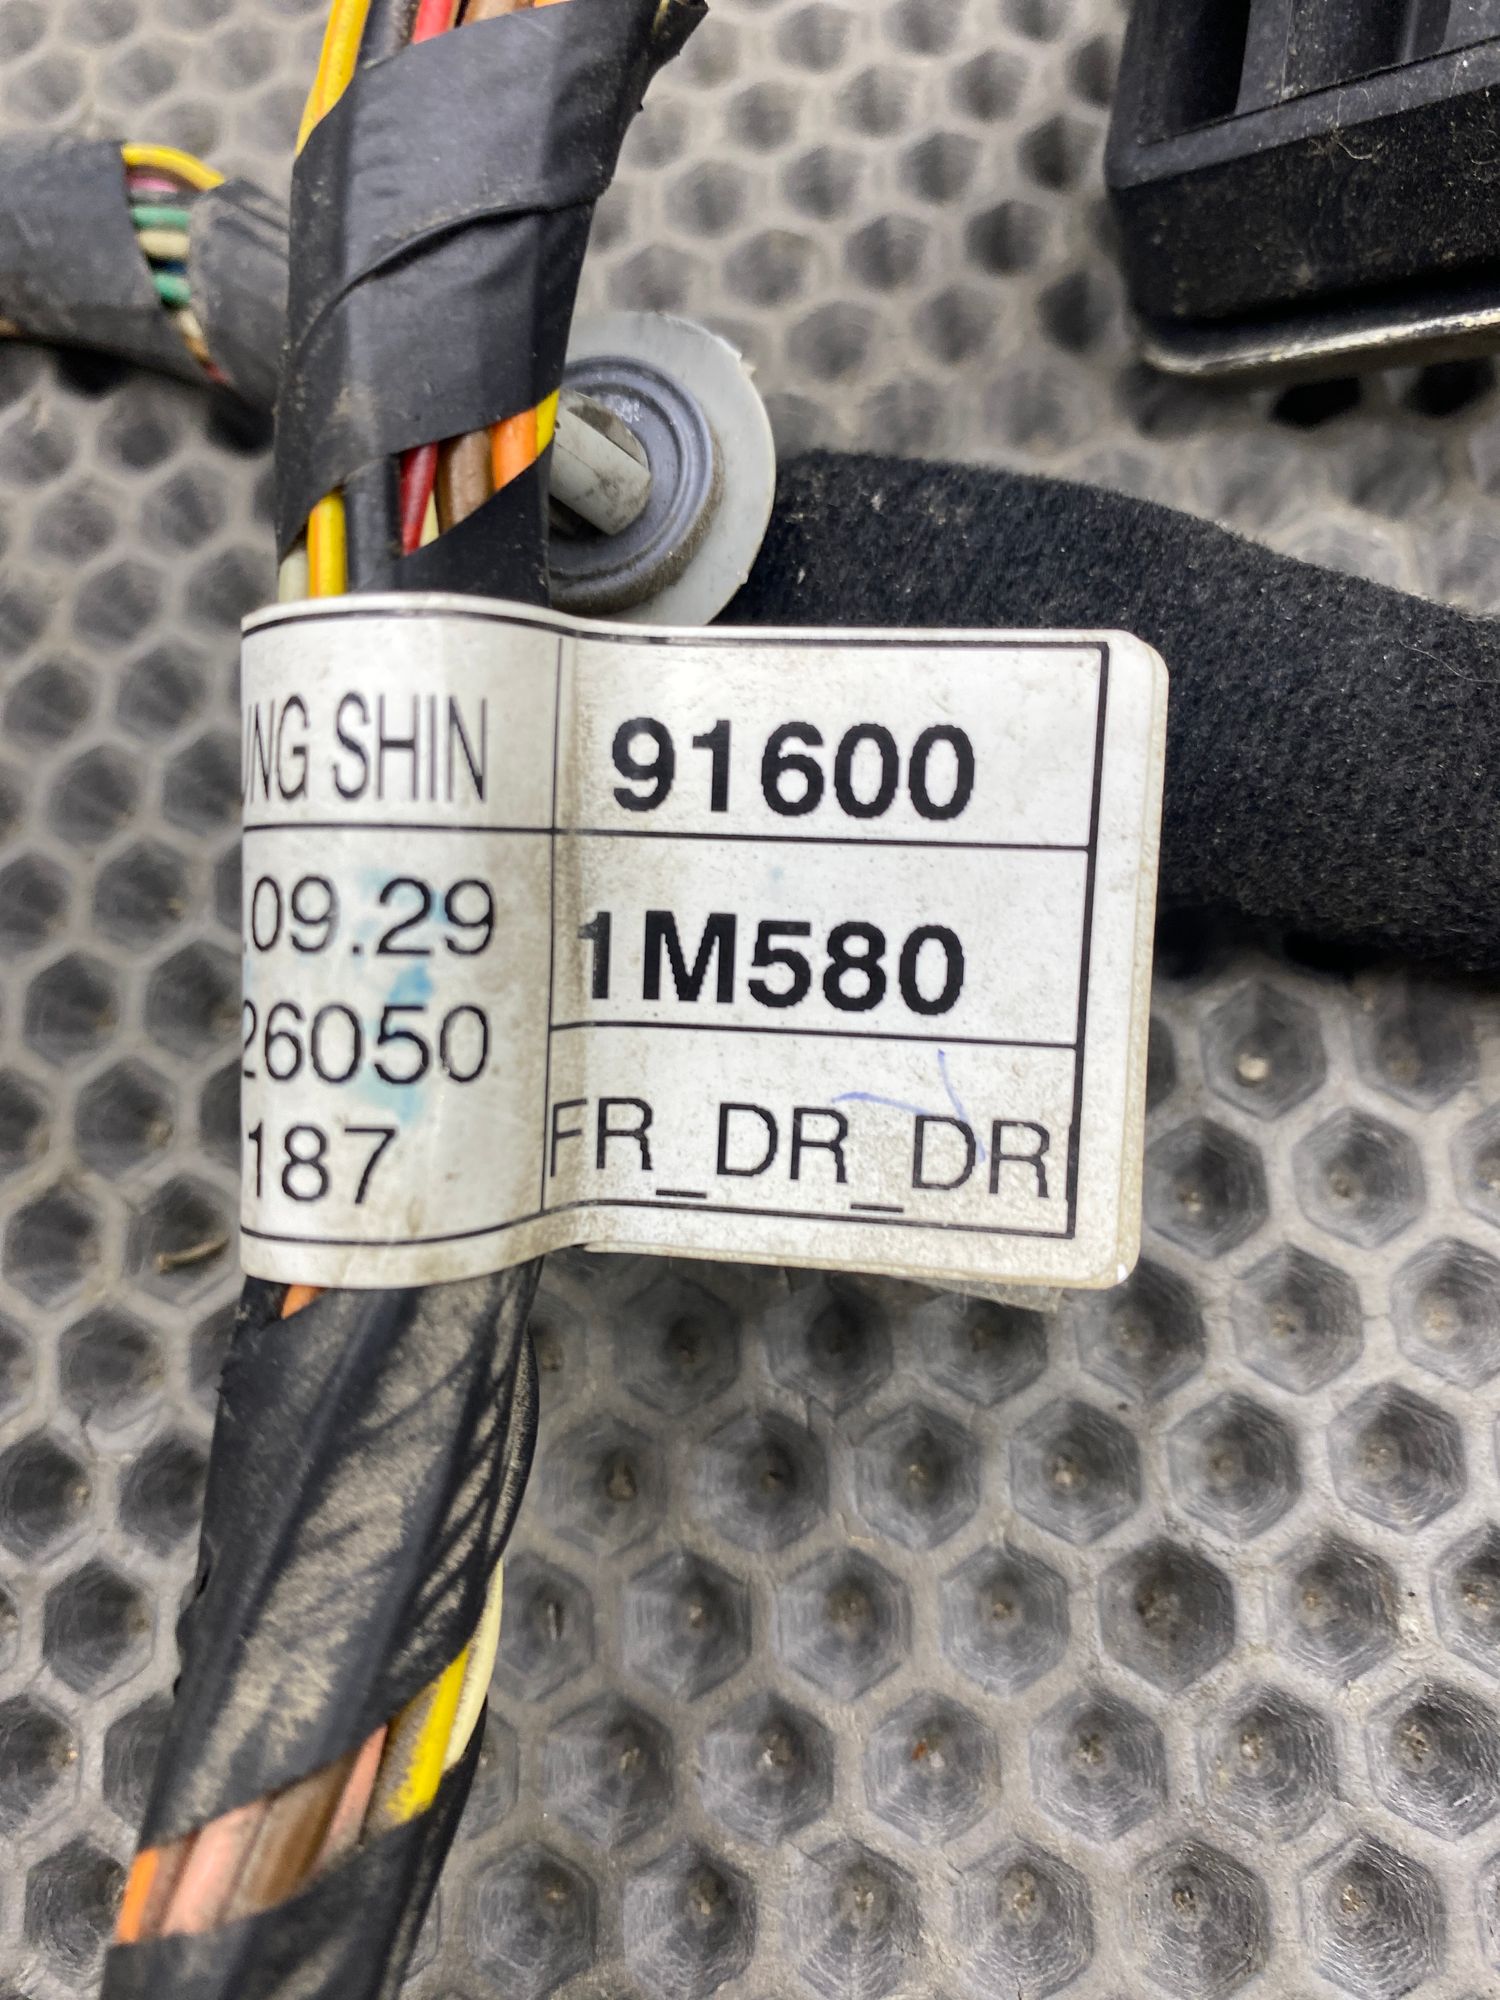 UNG SHIN
.09.29
26050
187
91600
1M580
FR_DR_DR